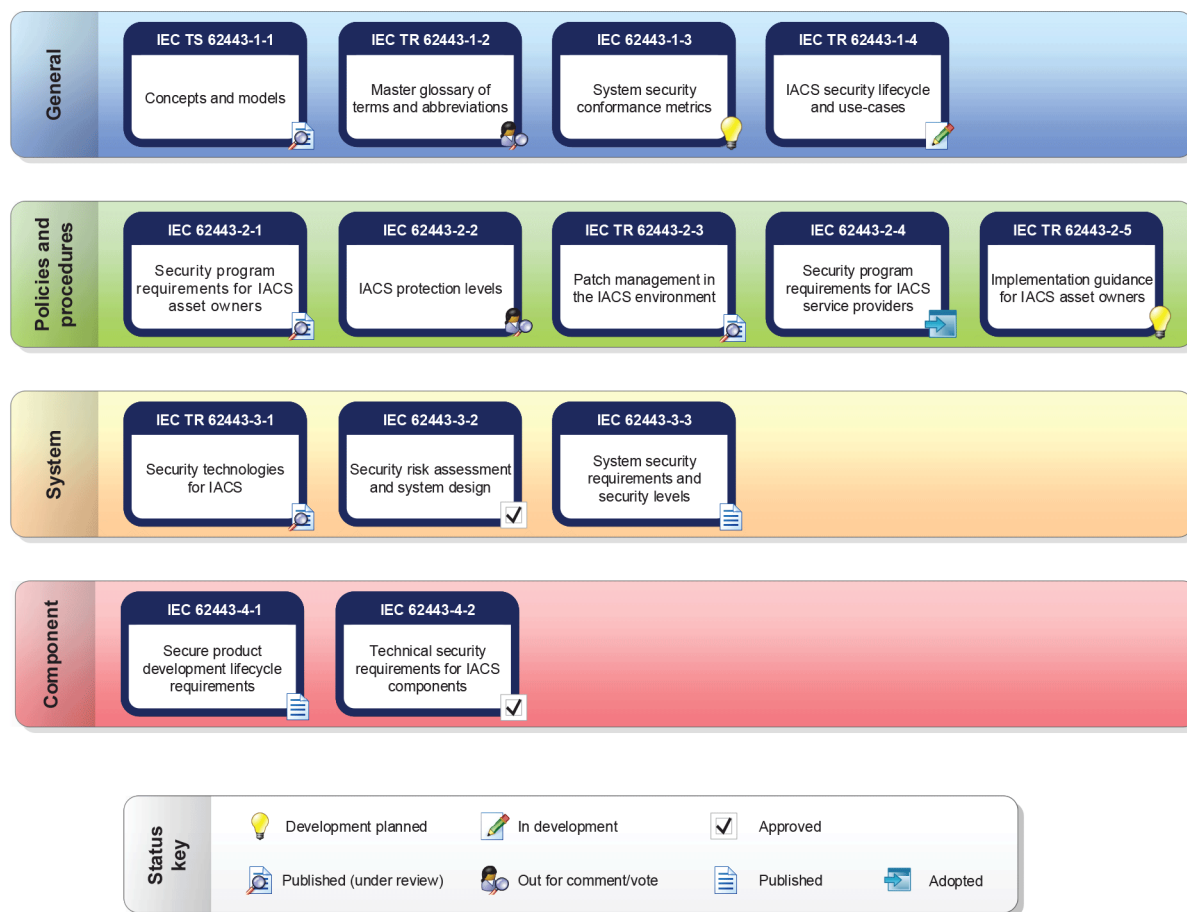 General
IEC TS 62443-1-1
Concepts and models
IEC TR 62443-1-2
Master glossary of
terms and abbreviations
IEC 62443-1-3
System security
conformance metrics
IEC TR 62443-1-4
IACS security lifecycle
and use-cases
Policies and
procedures
IEC 62443-2-1
Security program
requirements for IACS
asset owners
IEC 62443-2-2
IACS protection levels
IEC TR 62443-2-3
Patch management in
the IACS environment
IEC 62443-2-4
Security program
requirements for IACS
service providers
IEC TR 62443-2-5
Implementation guidance
for IACS asset owners
System
IEC TR 62443-3-1
Security technologies
for IACS
IEC 62443-3-2
Security risk assessment
and system design
IEC 62443-3-3
System security
requirements and
security levels
Component
IEC 62443-4-1
Secure product
development lifecycle
requirements
IEC 62443-4-2
Technical security
requirements for IACS
components
Status
key
Development planned
In development
Approved
Published (under review)
Out for comment/vote
Published
Adopted